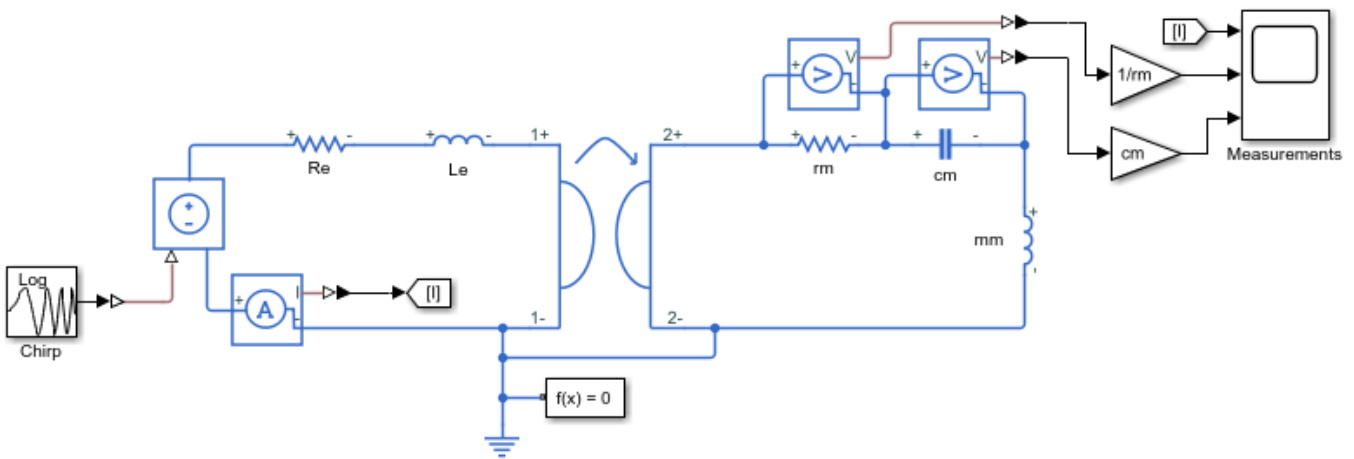 [I]
V
V
+
-
+
-
1/rm
+
-
+
-
1+
2+
+
-
+
-
cm
Measurements
Re
Le
rm
cm
+
-
mm
+
-
Log
+
A
I
-
[I]
1-
2-
Chirp
f(x) = 0